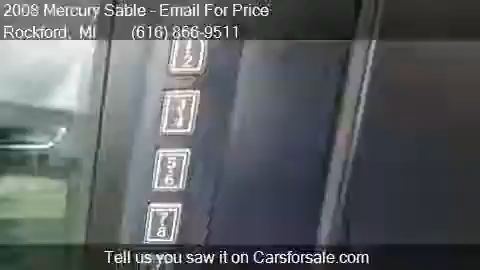 2008 Mercury Sable - Email For Price
Rockford, MI (616) 866-9511
1
2
3
4
5
6
7
8
Tell us you saw it on Carsforsale.com